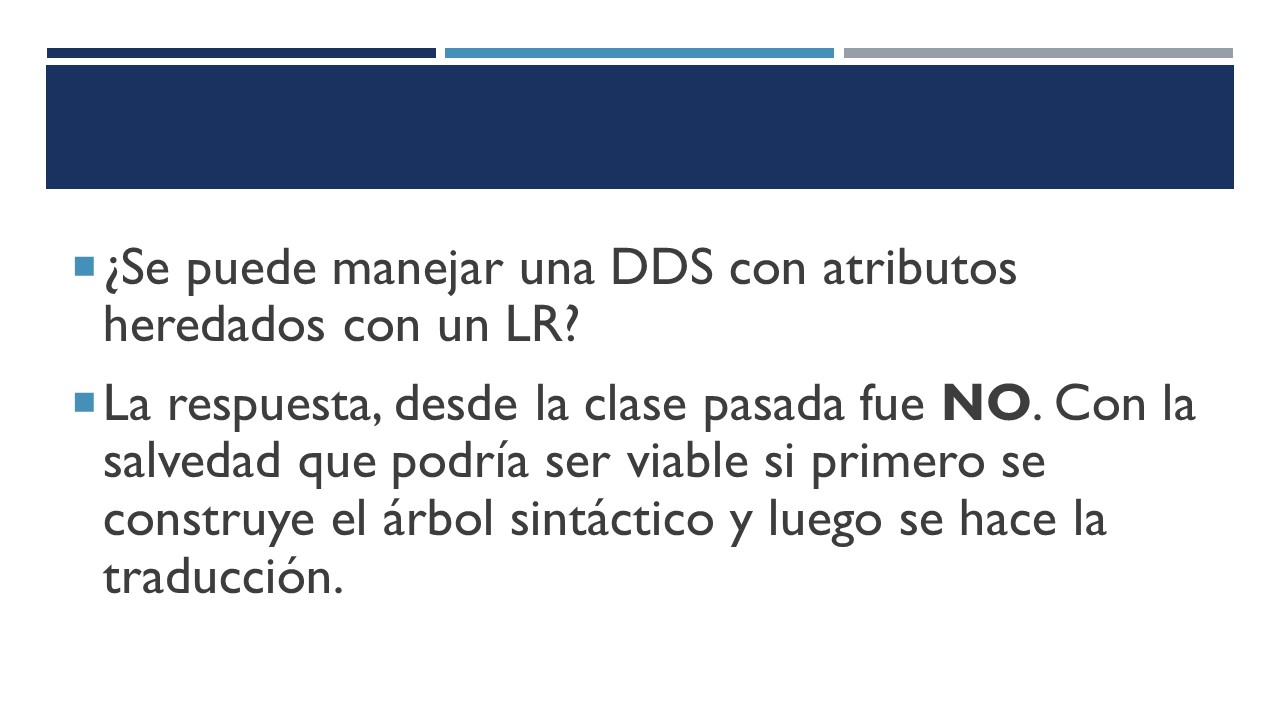 ¿Se puede manejar una DDS con atributos
heredados con un LR?
La respuesta, desde la clase pasada fue NO. Con la
salvedad que podría ser viable si primero se
construye el árbol sintáctico y luego se hace la
traducción.